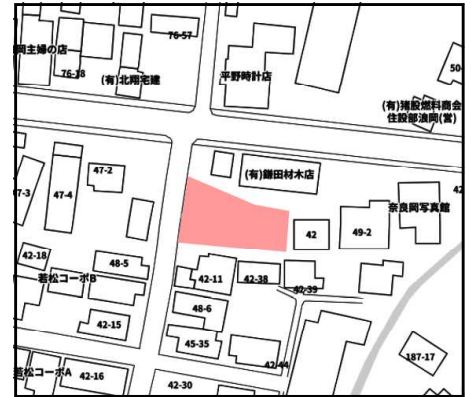 76-57
岡主婦の店
76-18
(有)北翔宅建
平野時計店
50-
(有)猪股燃料商会
住設部浪岡(営)
47-2
(有)鎌田材木店
7-3
47-4
42
奈良岡写真館
42
49-2
42-18
48-5
42-11
42-38
若松コーポB
42-39
48-6
42-15
45-35
42-44
187-17
若松コーポA
42-16
42-30